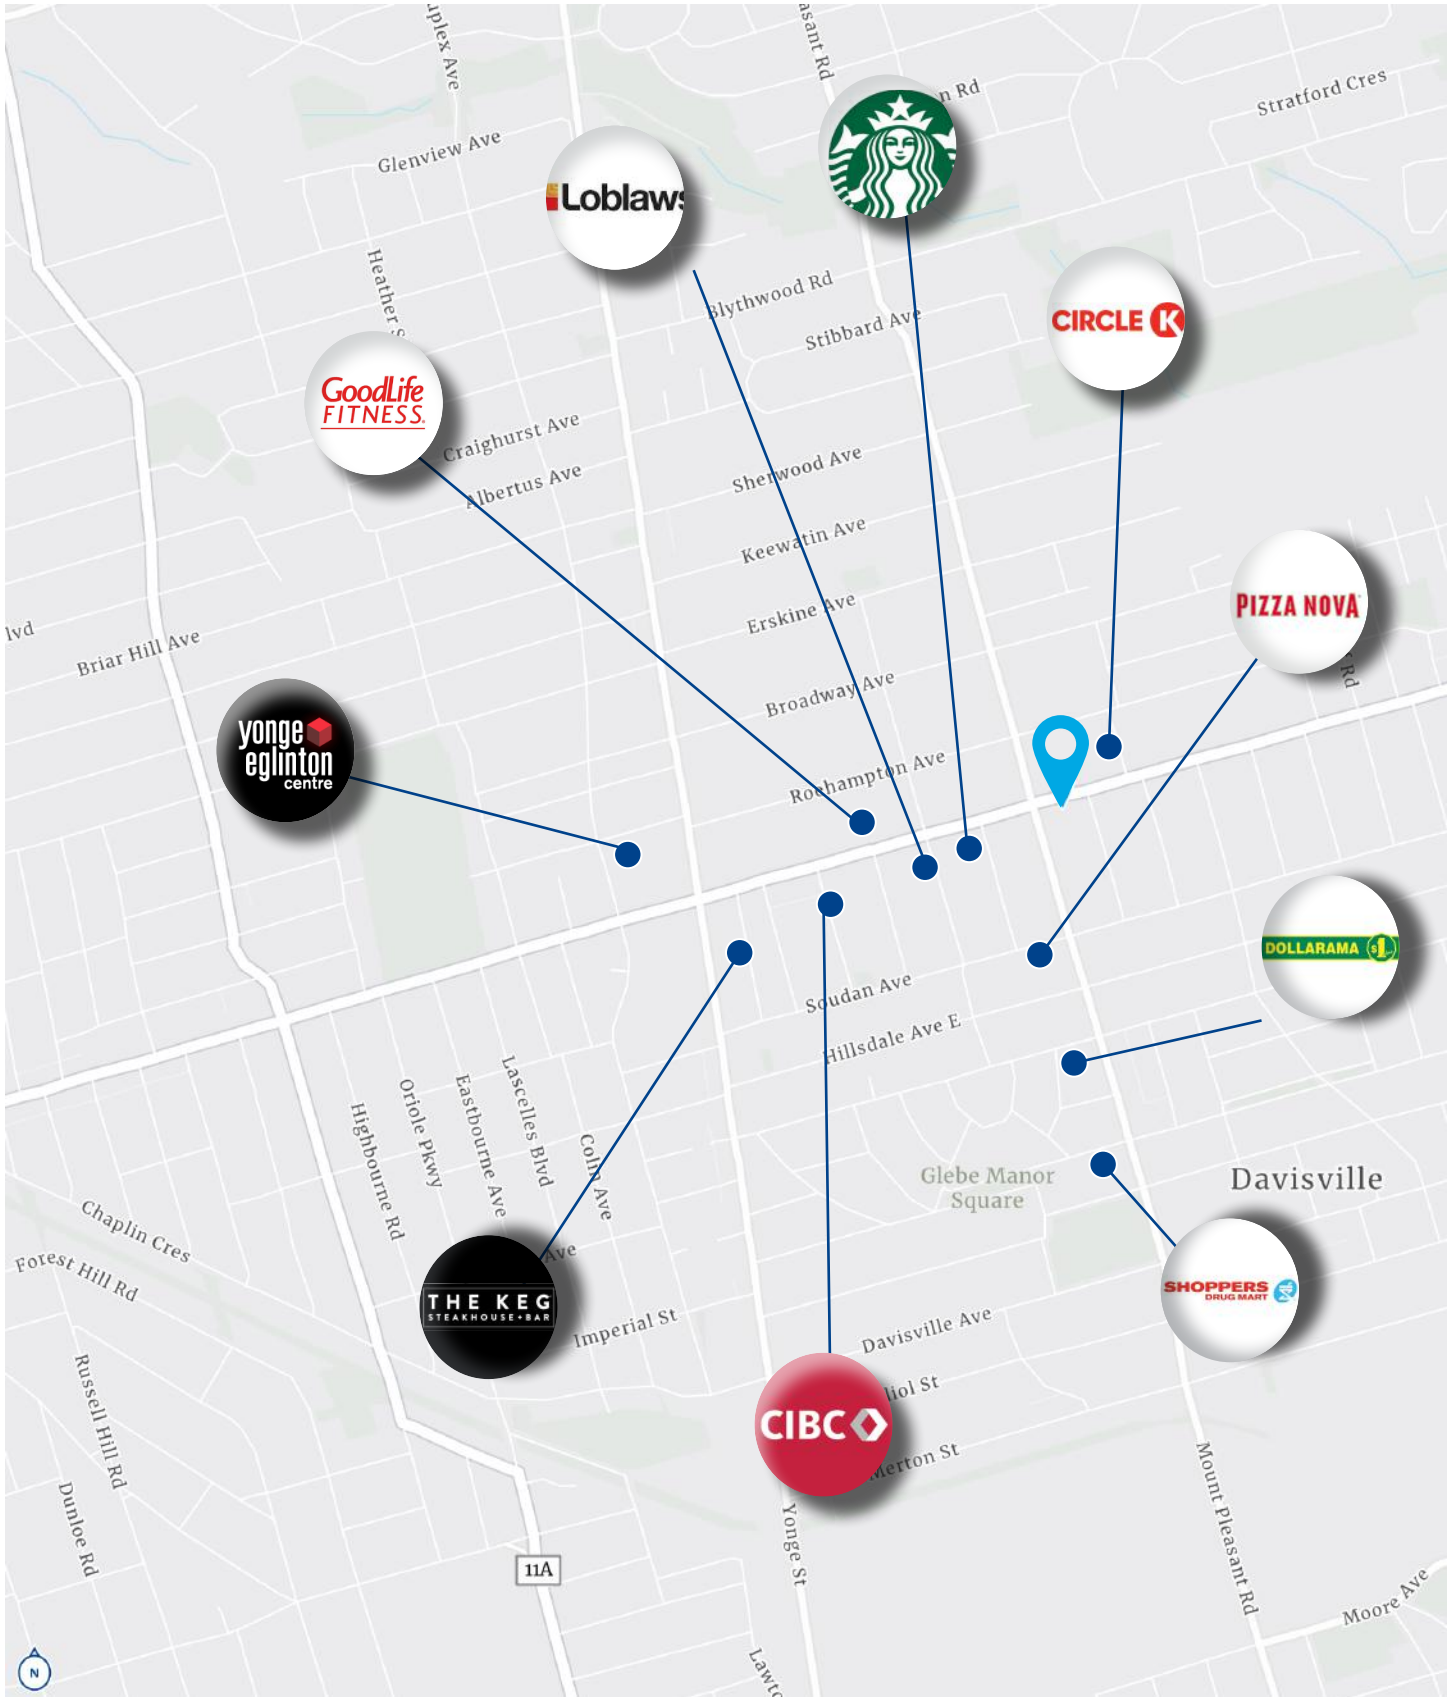 Glenview Ave
Stratford Cres
Loblaws
Blythwood Rd
Stibbard Ave
CIRCLE K
GoodLife
FITNESS
Craighurst Ave
Albertus Ave
Sherwood Ave
Keewatin Ave
Erskine Ave
PIZZA NOVA
Briar Hill Ave
Broadway Ave
yonge
eglinton
centre
Roehampton Ave
DOLLARAMA $1
Soudan Ave
Hillsdale Ave E
Lascelles Blvd
Eastbourne Ave
Oriole Pkwy
Highbourne Rd
Colin Ave
Glebe Manor
Square
Davisville
Chaplin Cres
Forest Hill Rd
Ave
THE KEG
STEAKHOUSE+BAR
Imperial St
SHOPPERS
DRUG MART
Davisville Ave
Russell Hill Rd
CIBC
Merton St
Dunloe Rd
Yonge St
Mount Pleasant Rd
11A
Moore Ave
N